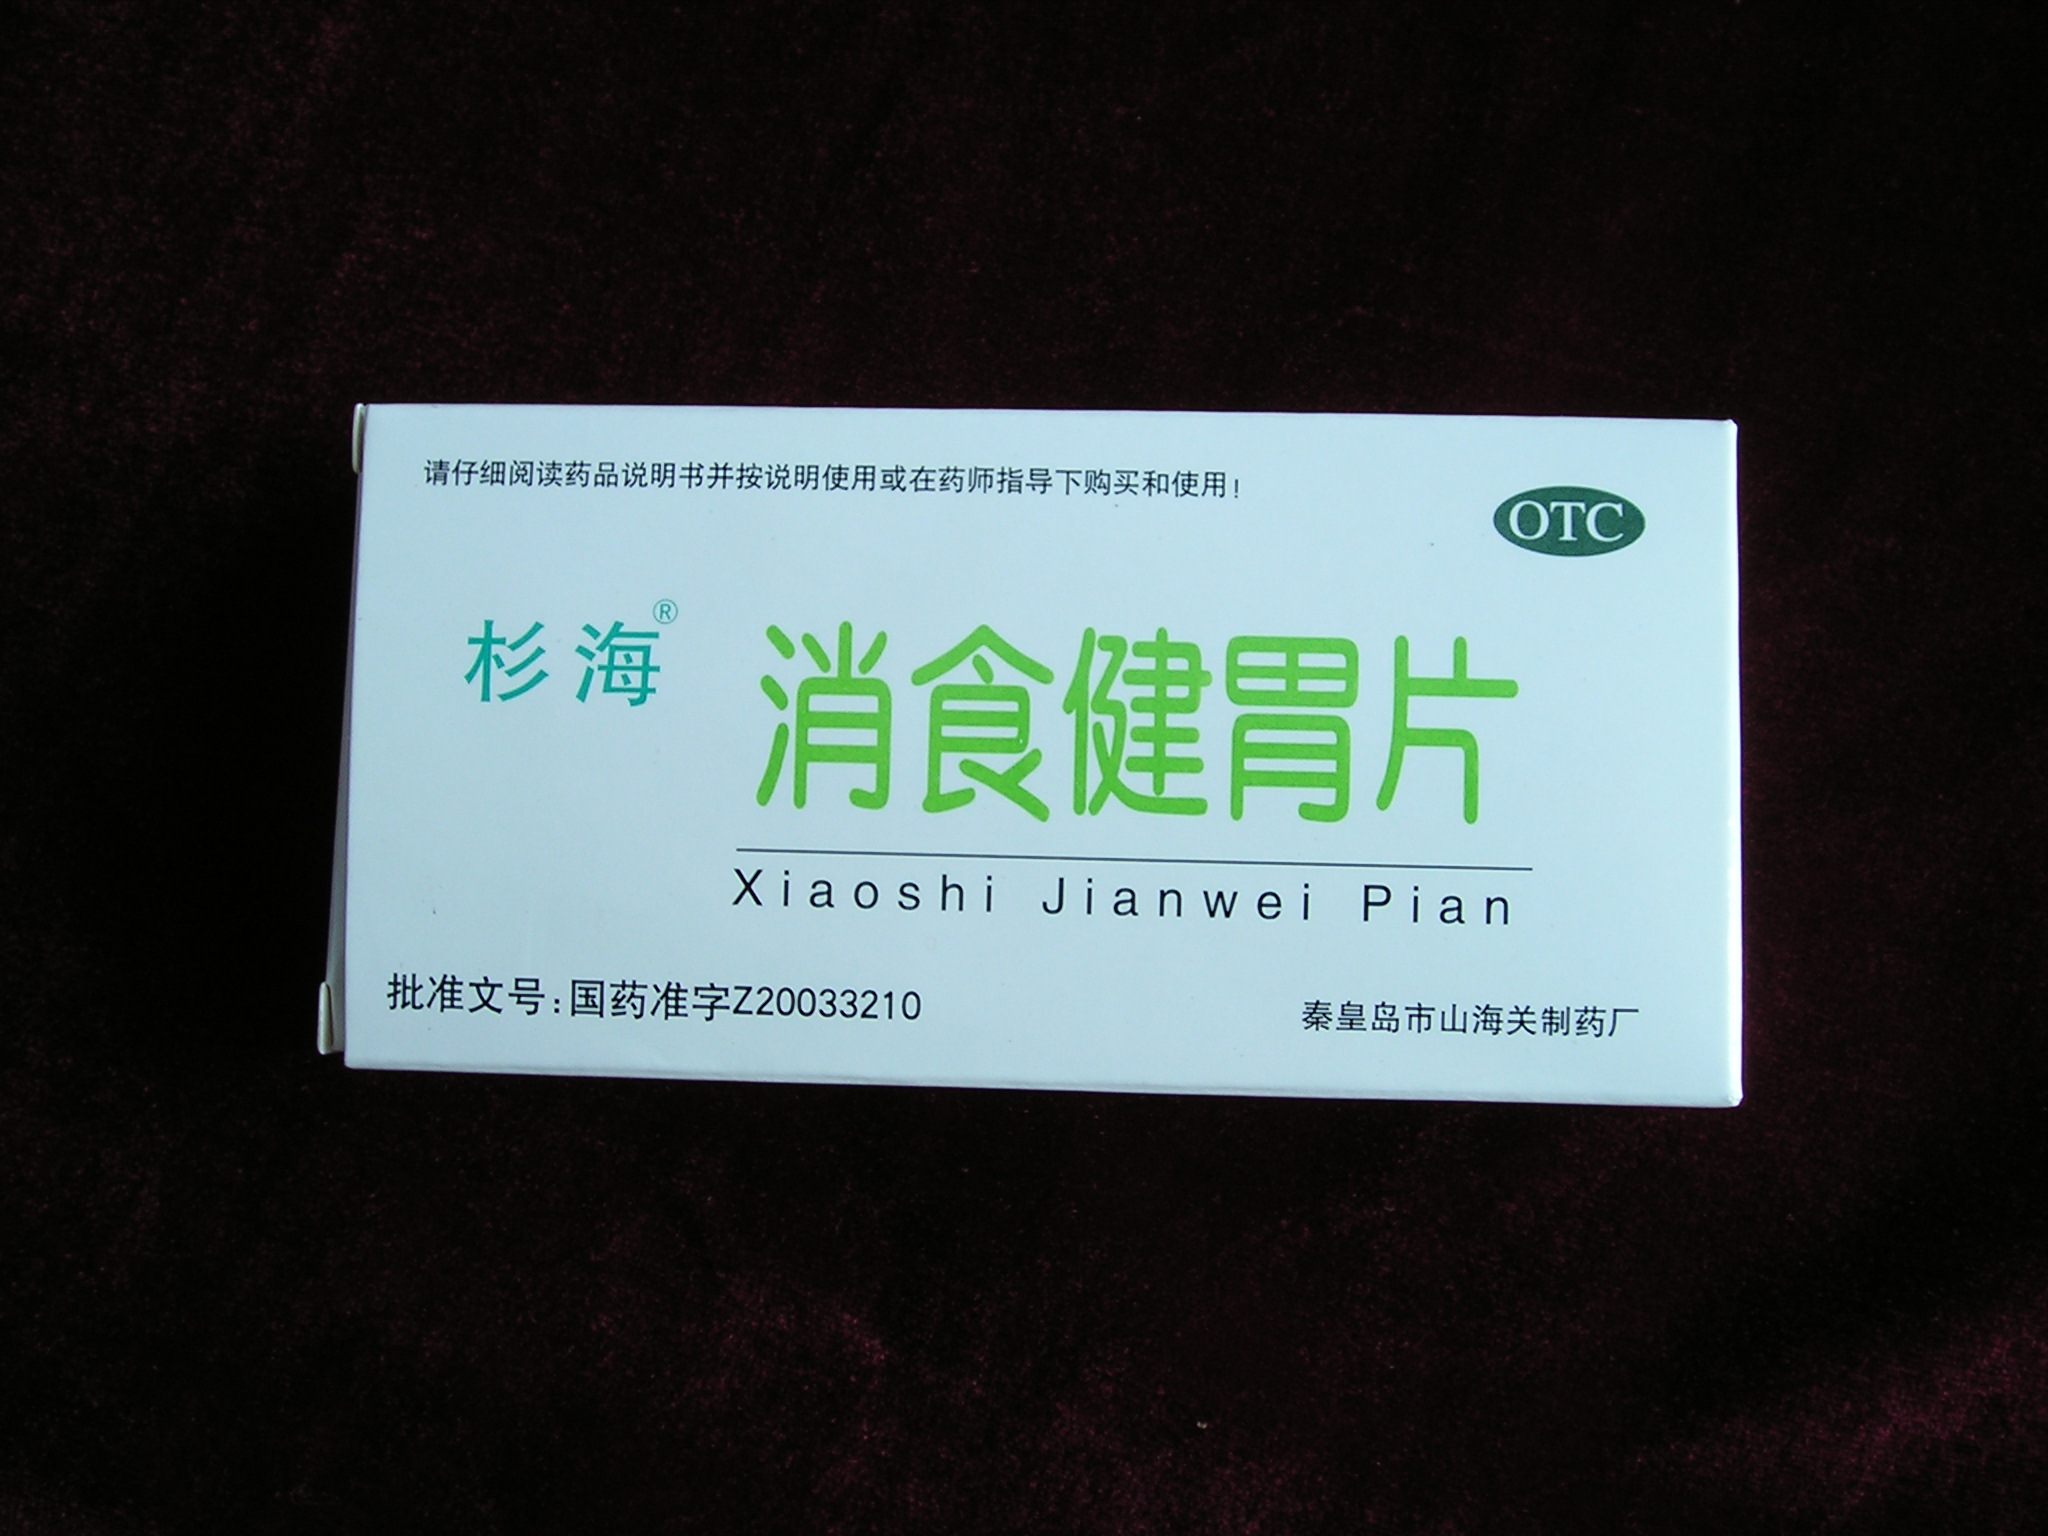 请仔细阅读药品说明书并按说明使用或在药师指导下购买和使用!
OTC
杉海®
消食健胃片
Xiaoshi Jianwei Pian
批准文号:国药准字Z20033210
秦皇岛市山海关制药厂